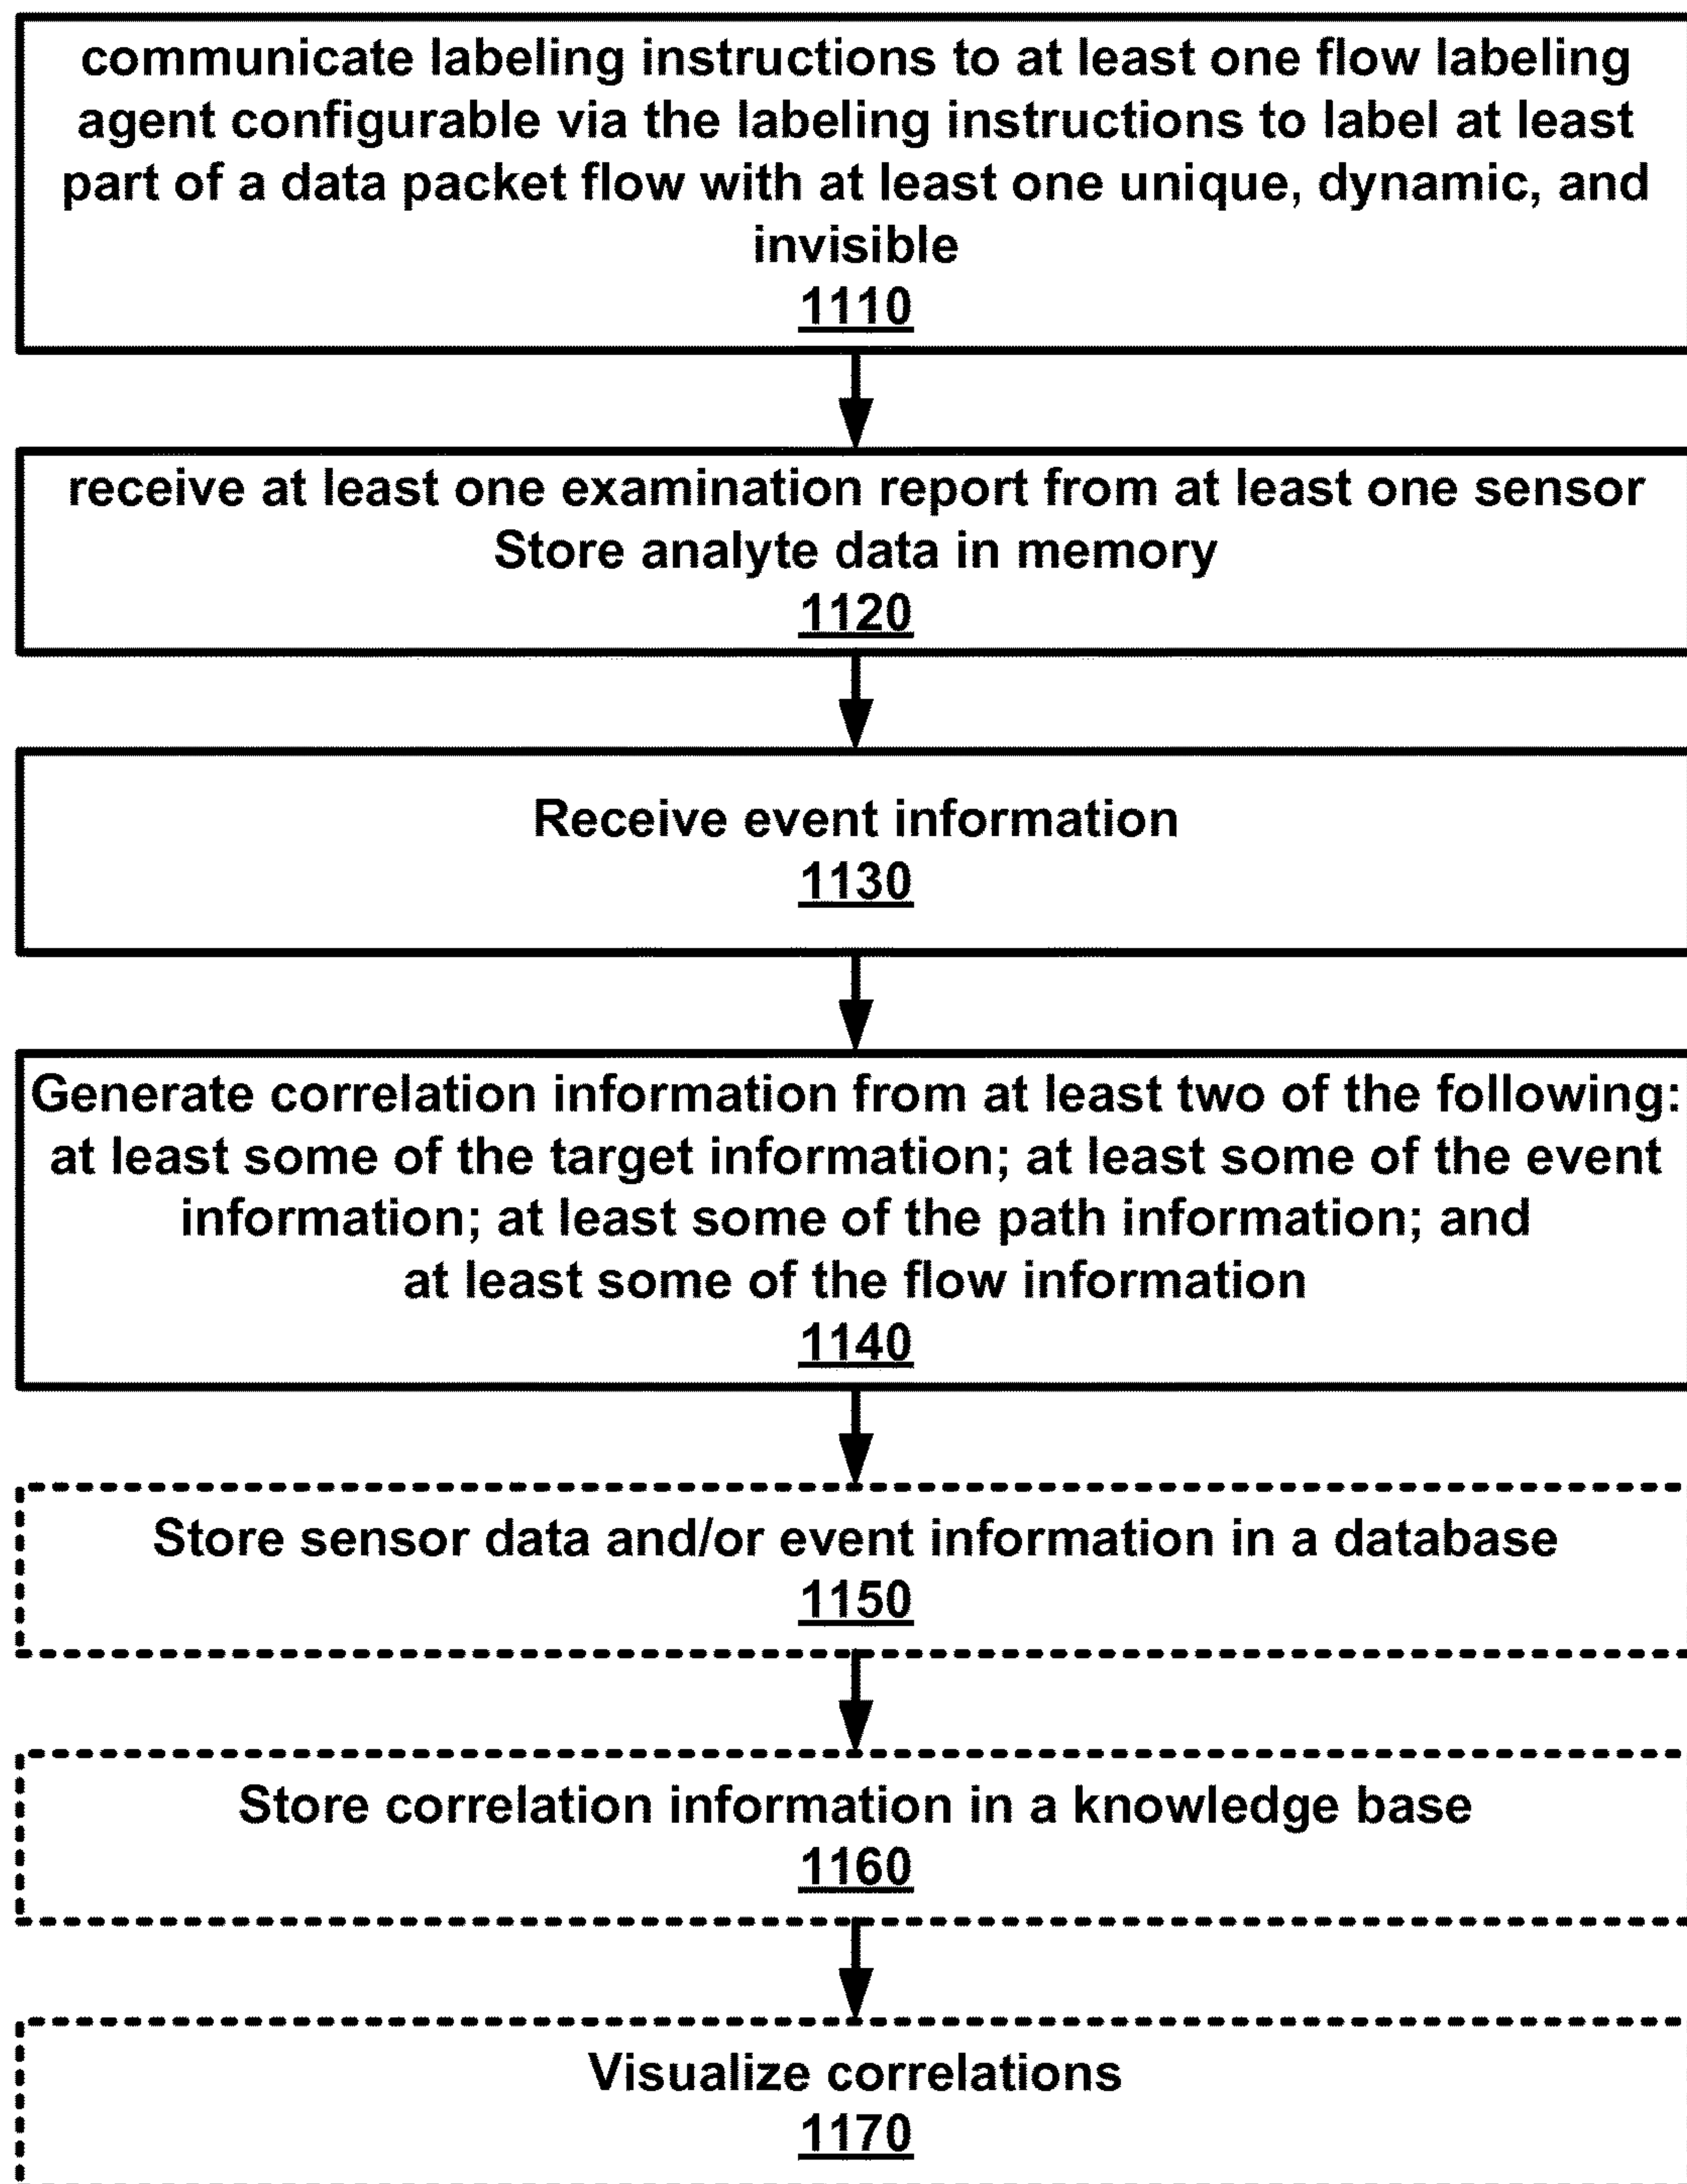 communicate labeling instructions to at least one flow labeling
agent configurable via the labeling instructions to label at least
part of a data packet flow with at least one unique, dynamic, and
invisible
1110
receive at least one examination report from at least one sensor
Store analyte data in memory
1120
Receive event information
1130
Generate correlation information from at least two of the following:
at least some of the target information; at least some of the event
information; at least some of the path information; and
at least some of the flow information
1140
Store sensor data and/or event information in a database
1150
Store correlation information in a knowledge base
1160
Visualize correlations
1170